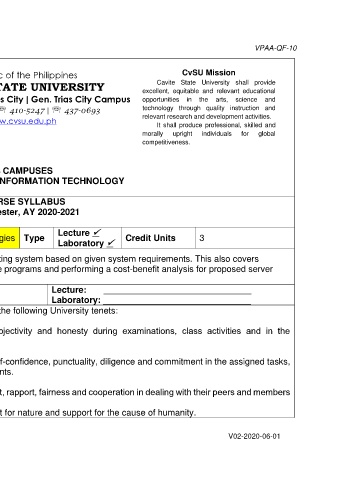 VPAA-QF-10
c of the Philippines
TATE UNIVERSITY
s City | Gen. Trias City Campus
☏ 410-5247 | ☏ 437-0693
w.cvsu.edu.ph
CvSU Mission
Cavite State University shall provide
excellent, equitable and relevant educational
opportunities in the arts, science and
technology through quality instruction and
relevant research and development activities.
It shall produce professional, skilled and
morally upright individuals for global
competitiveness.
CAMPUSES
NFORMATION TECHNOLOGY
RSE SYLLABUS
ester, AY 2020-2021
gies Type Lecture ✓ Laboratory ✓ Credit Units 3
ting system based on given system requirements. This also covers
e programs and performing a cost-benefit analysis for proposed server
Lecture:
Laboratory:
the following University tenets:
bjectivity and honesty during examinations, class activities and in the
f-confidence, punctuality, diligence and commitment in the assigned tasks,
nts.
t, rapport, fairness and cooperation in dealing with their peers and members
t for nature and support for the cause of humanity.
V02-2020-06-01